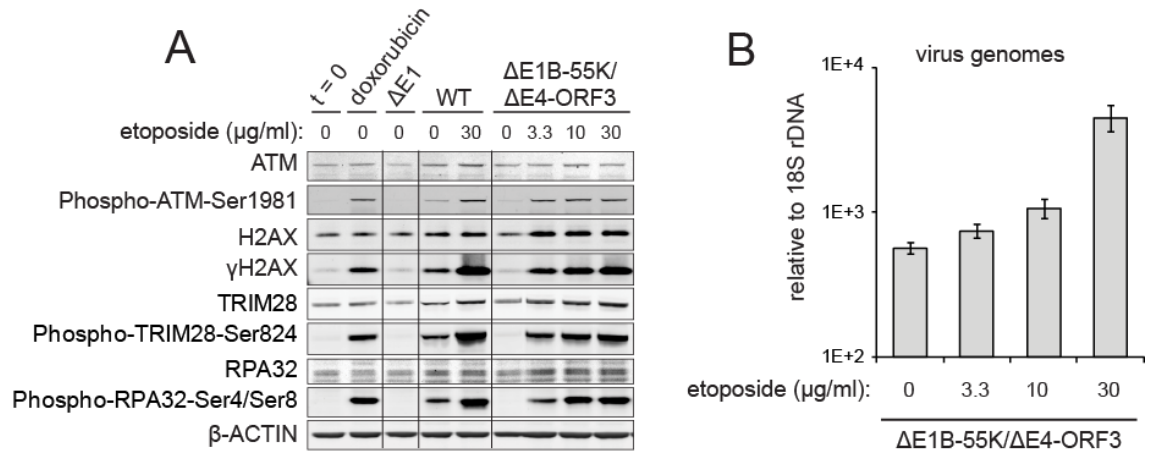 A
t = 0
doxorubicin
ΔE1
WT
ΔE1B-55K/
ΔE4-ORF3
etoposide (μg/ml): 0 0 0 0 30 0 3.3 10 30
ATM
Phospho-ATM-Ser1981
H2AX
γH2AX
TRIM28
Phospho-TRIM28-Ser824
RPA32
Phospho-RPA32-Ser4/Ser8
β-ACTIN
B
virus genomes
relative to 18S rDNA
1E+4
1E+3
1E+2
etoposide (μg/ml): 0 3.3 10 30
ΔE1B-55K/ΔE4-ORF3